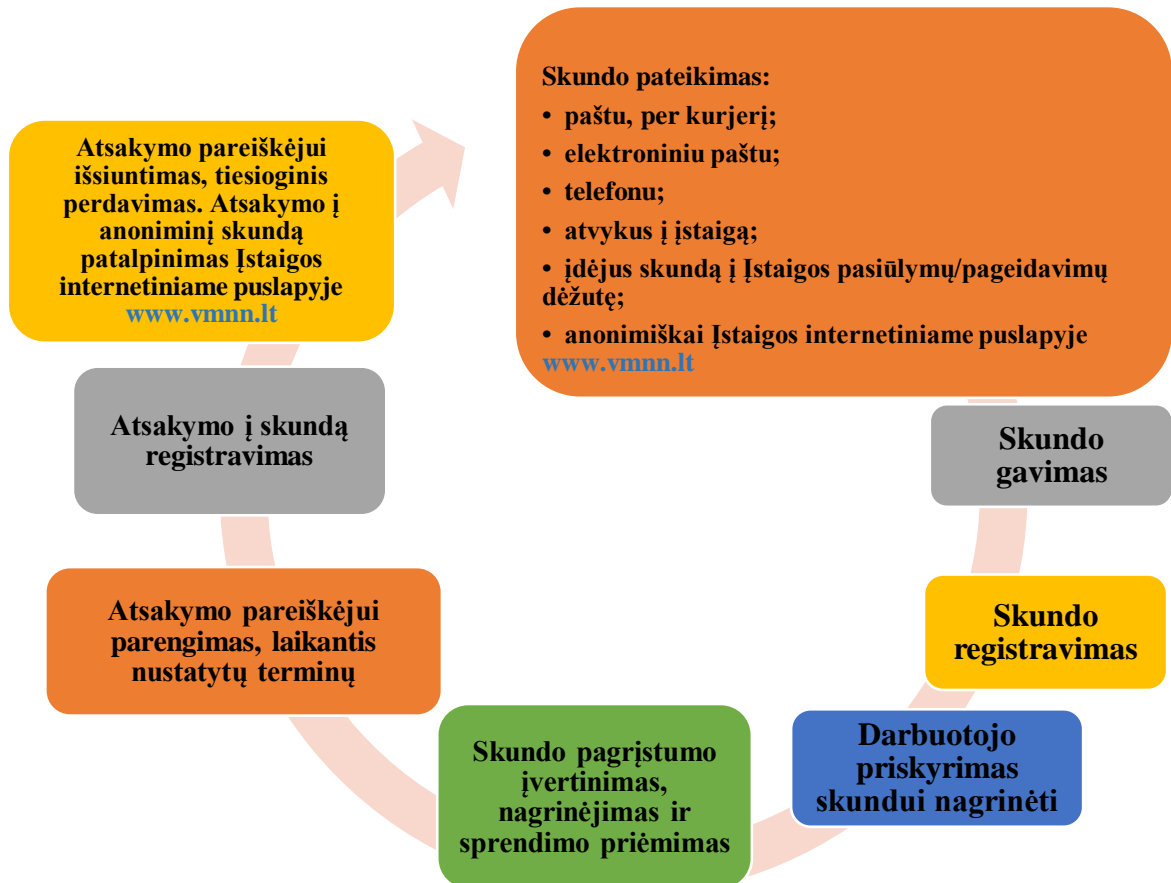 Skundo pateikimas:
• paštu, per kurjerį;
• elektroniniu paštu;
• telefonu;
• atvykus į įstaigą;
• įdėjus skundą į Įstaigos pasiūlymų/pageidavimų
dėžutę;
• anonimiškai Įstaigos internetiniame puslapyje
www.vmnn.lt
Skundo
gavimas
Skundo
registravimas
Darbuotojo
priskyrimas
skundui nagrinėti
Skundo pagrįstumo
įvertinimas,
nagrinėjimas ir
sprendimo priėmimas
Atsakymo pareiškėjui
parengimas, laikantis
nustatytų terminų
Atsakymo į skundą
registravimas
Atsakymo pareiškėjui
išsiuntimas, tiesioginis
perdavimas. Atsakymo į
anoniminį skundą
patalpinimas Įstaigos
internetiniame puslapyje
www.vmnn.lt